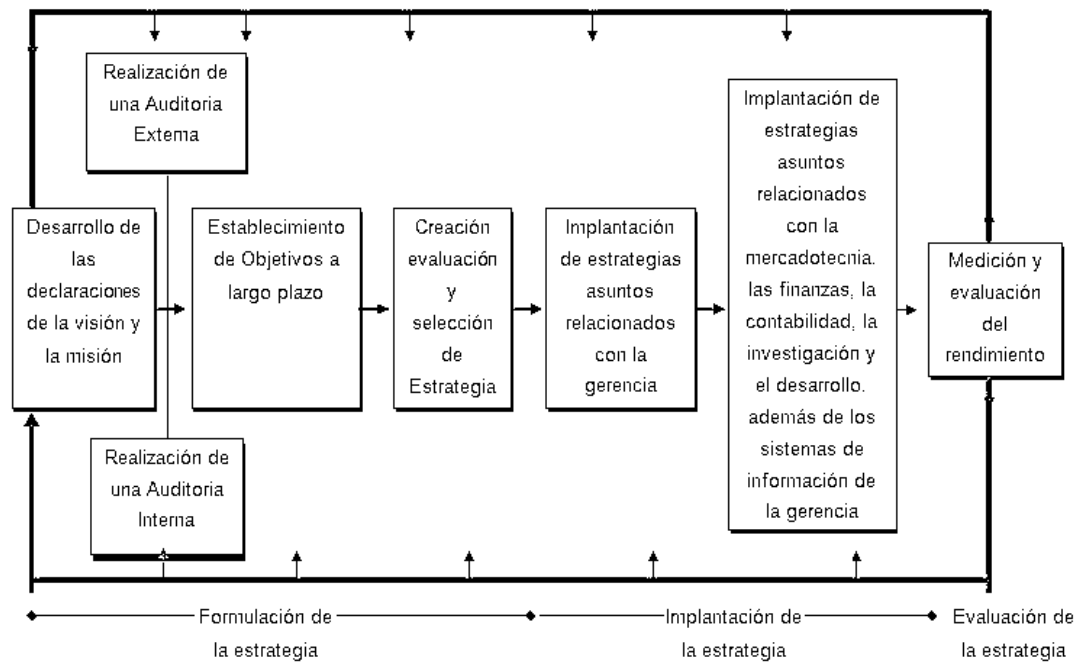 Realización de
una Auditoria
Externa
Desarrollo de
las
declaraciones
de la visión y
la misión
Realización de
una Auditoria
Interna
Establecimiento
de Objetivos a
largo plazo
Creación
evaluación
y
selección
de
Estrategia
Implantación
de estrategias
asuntos
relacionados
con la
gerencia
Implantación de
estrategias
asuntos
relacionados
con la
mercadotecnia.
las finanzas, la
contabilidad, la
investigación y
el desarrollo.
además de los
sistemas de
información de
la gerencia
Medición y
evaluación
del
rendimiento
Formulación de
la estrategia
Implantación de
la estrategia
Evaluación de
la estrategia